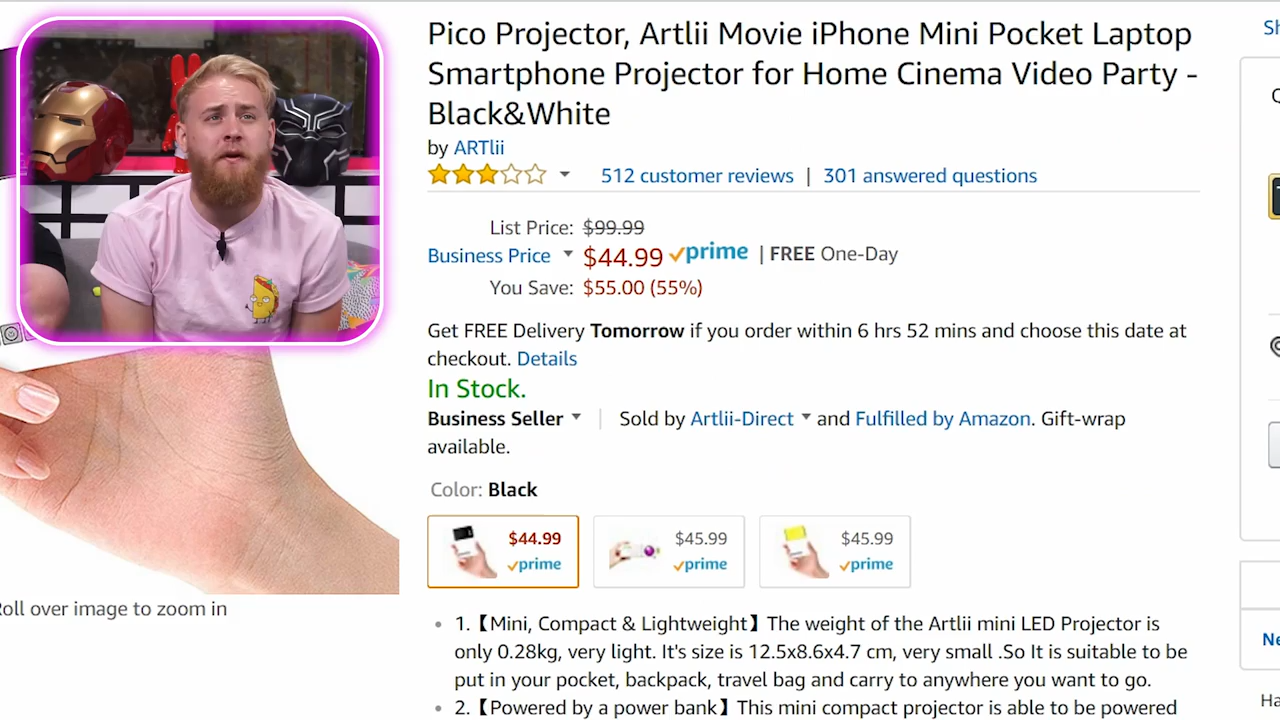 Pico Projector, Artlii Movie iPhone Mini Pocket Laptop
Smartphone Projector for Home Cinema Video Party -
Black&White
by ARTlii
512 customer reviews | 301 answered questions
List Price: $99.99
Business Price $44.99 prime | FREE One-Day
You Save: $55.00 (55%)
Get FREE Delivery Tomorrow if you order within 6 hrs 52 mins and choose this date at
checkout. Details
In Stock.
Business Seller | Sold by Artlii-Direct and Fulfilled by Amazon. Gift-wrap
available.
Color: Black
$44.99 prime
$45.99 prime
$45.99 prime
oll over image to zoom in
• 1.【Mini, Compact & Lightweight】The weight of the Artlii mini LED Projector is
only 0.28kg, very light. It's size is 12.5x8.6x4.7 cm, very small .So It is suitable to be
put in your pocket, backpack, travel bag and carry to anywhere you want to go.
• 2.【Powered by a power bank】This mini compact projector is able to be powered